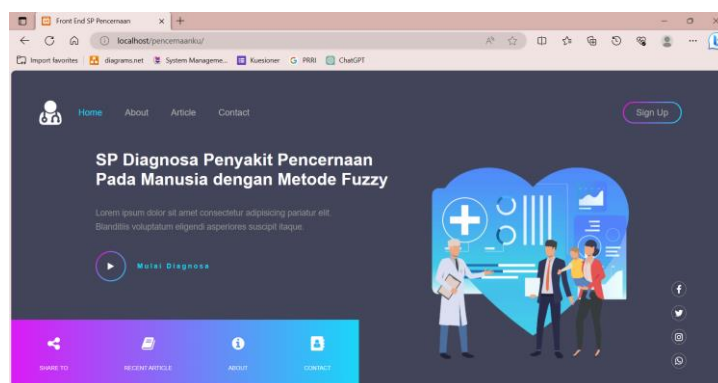 Front End SP Pencernaan
localhost/pencernaanku/
Import favorites diagrams.net System Manageme... Kuesioner PRRI ChatGPT
Home About Article Contact Sign Up
SP Diagnosa Penyakit Pencernaan
Pada Manusia dengan Metode Fuzzy
Lorem ipsum dolor sit amet consectetur adipisicing pariatur elit.
Blanditiis voluptatum eligendi asperiores suscipit itaque.
Mulai Diagnosa
SHARE TO RECENT ARTICLE ABOUT CONTACT